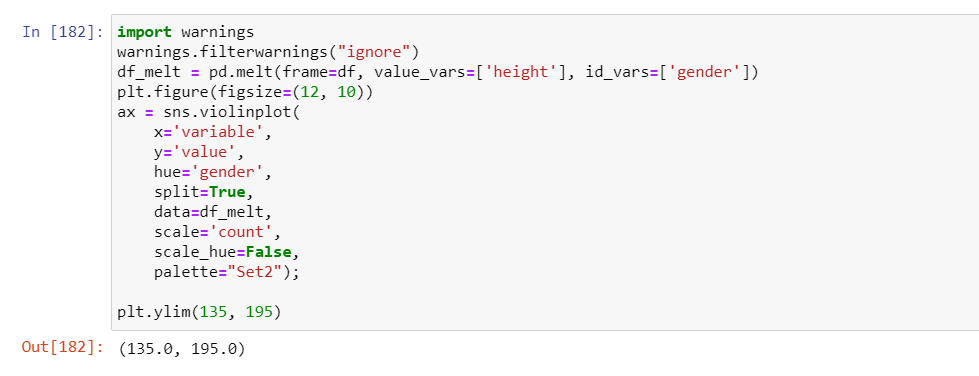 In [182]: import warnings
warnings.filterwarnings("ignore")
df_melt = pd.melt(frame=df, value_vars=['height'], id_vars=['gender'])
plt.figure(figsize=(12, 10))
ax = sns.violinplot(
    x='variable',
    y='value',
    hue='gender',
    split=True,
    data=df_melt,
    scale='count',
    scale_hue=False,
    palette="Set2");

plt.ylim(135, 195)
Out[182]: (135.0, 195.0)